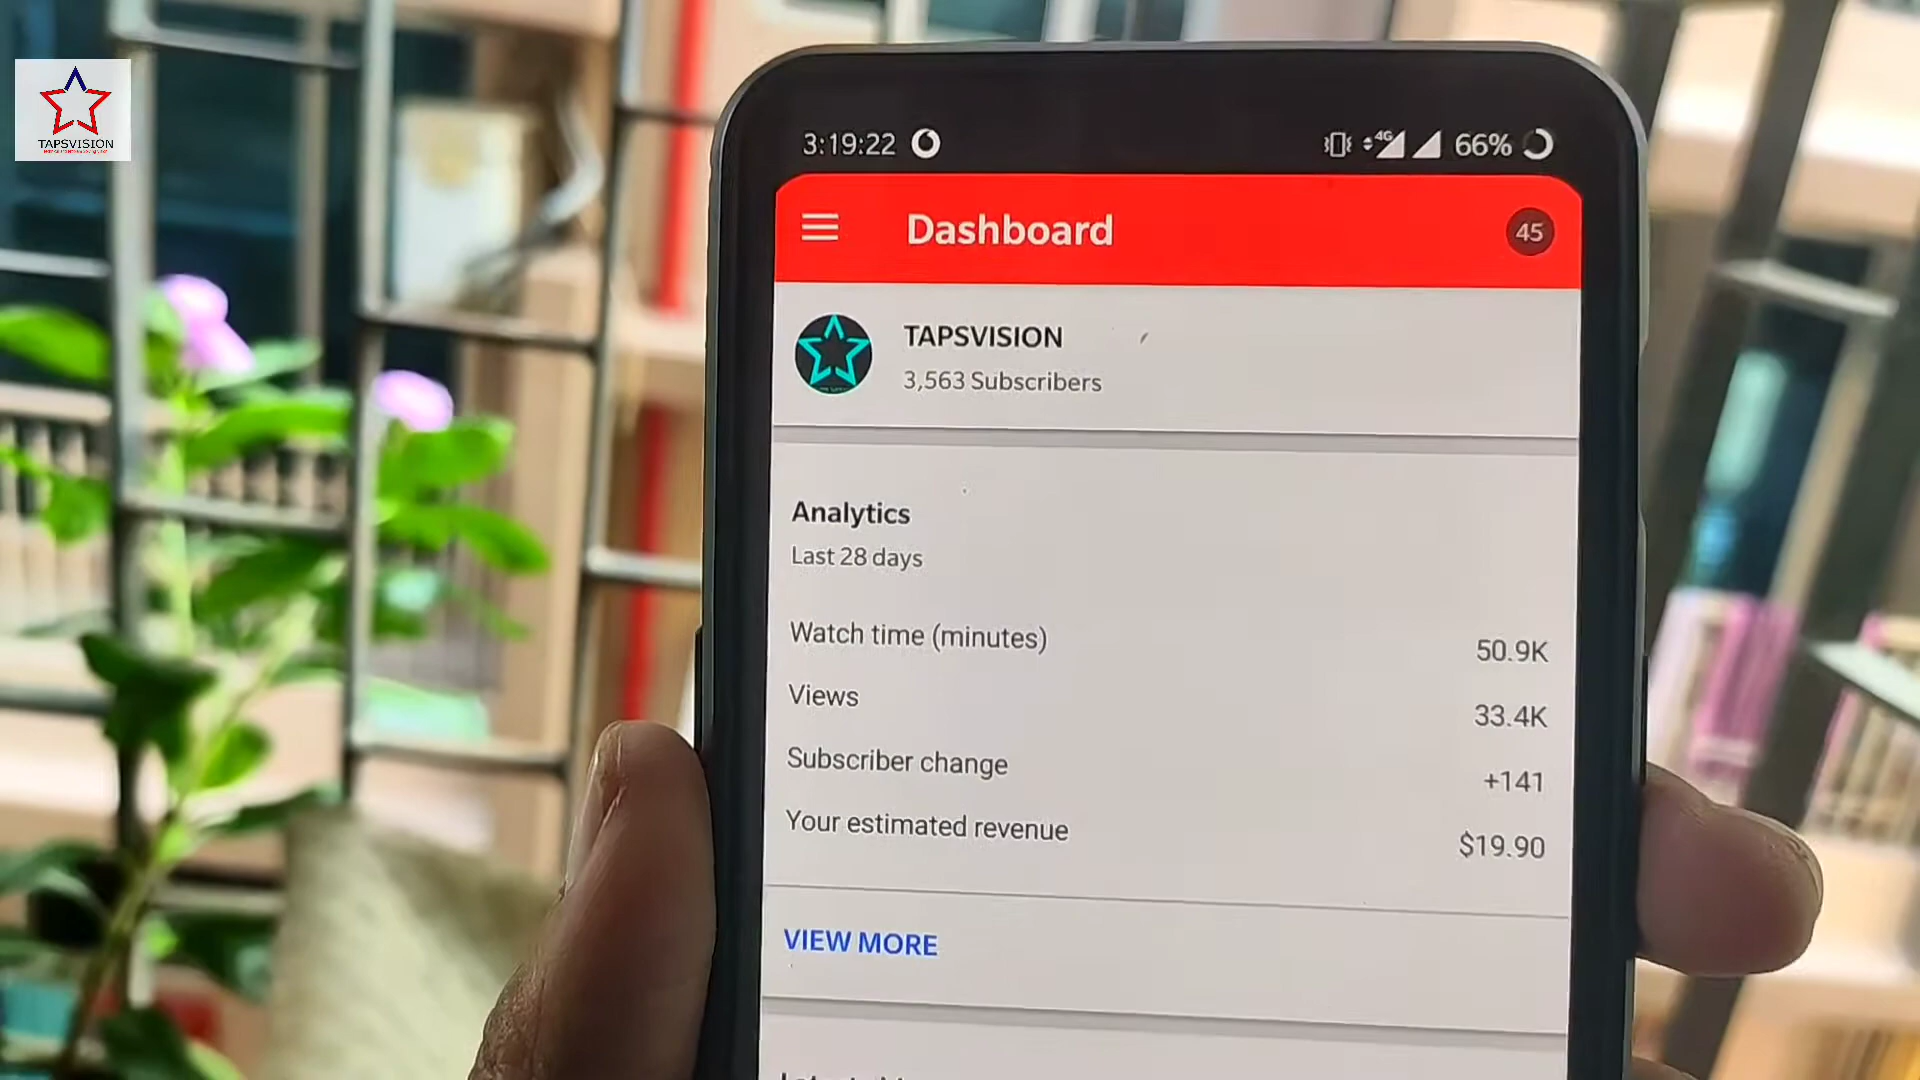 TAPSVISION
3:19:22
4G
66%
Dashboard
45
TAPSVISION
3,563 Subscribers
Analytics
Last 28 days
Watch time (minutes) 50.9K
Views 33.4K
Subscriber change +141
Your estimated revenue $19.90
VIEW MORE